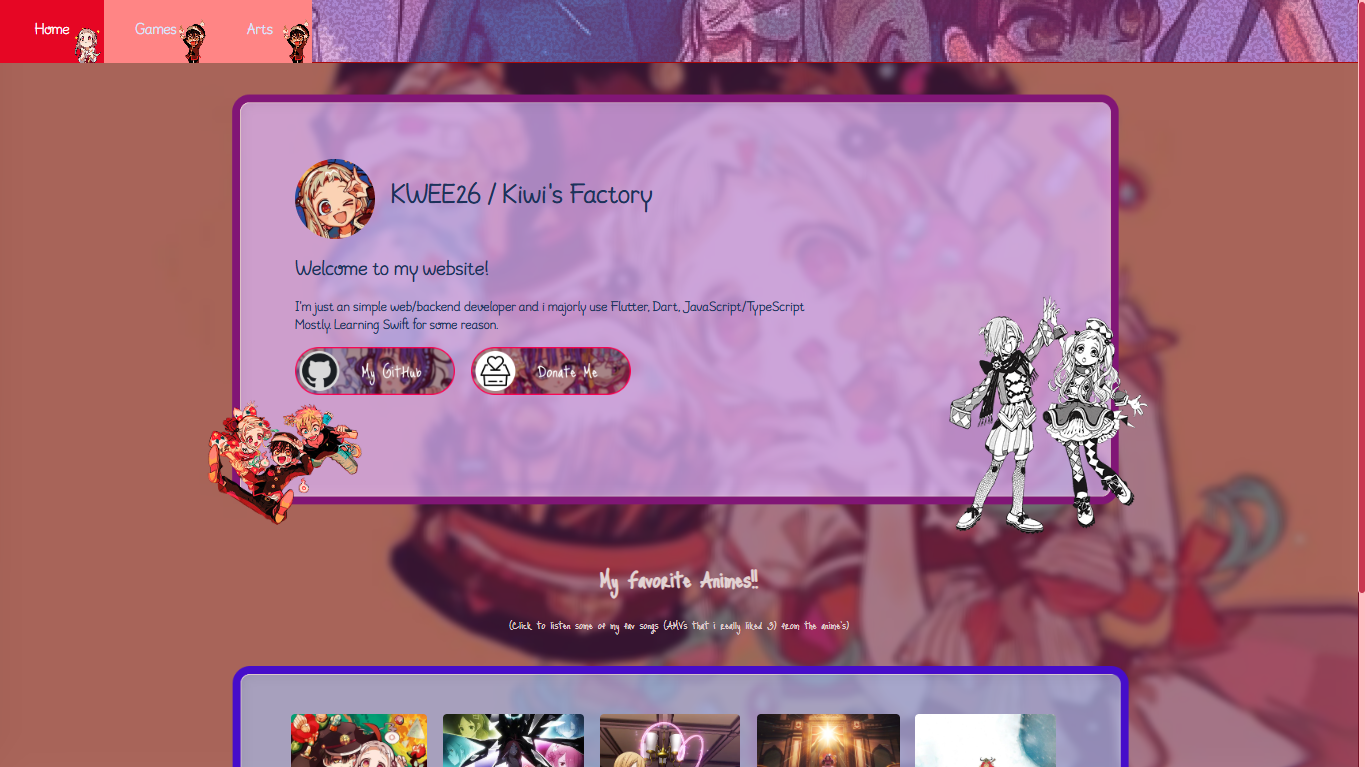 Home
Games
Arts
KWEE26 / Kiwi's Factory
Welcome to my website!
I'm just an simple web/backend developer and i majorly use Flutter, Dart, JavaScript/TypeScript
Mostly. Learning Swift for some reason.
My GitHub
Donate Me
My favorite Animes!!
(Click to listen some of my fav songs (AMVs that i really liked 3) from the anime's)